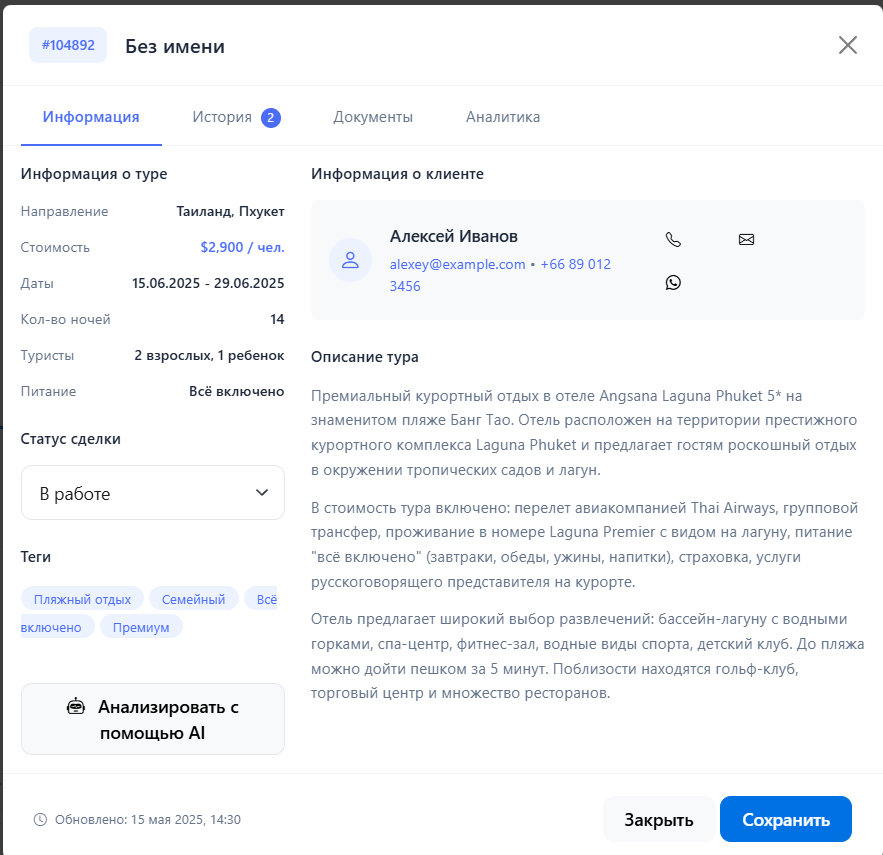 #104892 Без имени
Информация История 2 Документы Аналитика
Информация о туре
Направление Таиланд, Пхукет
Стоимость $2,900 / чел.
Даты 15.06.2025 - 29.06.2025
Кол-во ночей 14
Туристы 2 взрослых, 1 ребенок
Питание Всё включено
Статус сделки
В работе
Теги
Пляжный отдых Семейный Всё
включено Премиум
Анализировать с
помощью AI
Информация о клиенте
Алексей Иванов
alexey@example.com • +66 89 012
3456
Описание тура
Премиальный курортный отдых в отеле Angsana Laguna Phuket 5* на
знаменитом пляже Банг Тао. Отель расположен на территории престижного
курортного комплекса Laguna Phuket и предлагает гостям роскошный отдых
в окружении тропических садов и лагун.
В стоимость тура включено: перелет авиакомпанией Thai Airways, групповой
трансфер, проживание в номере Laguna Premier с видом на лагуну, питание
"всё включено" (завтраки, обеды, ужины, напитки), страховка, услуги
русскоговорящего представителя на курорте.
Отель предлагает широкий выбор развлечений: бассейн-лагуну с водными
горками, спа-центр, фитнес-зал, водные виды спорта, детский клуб. До пляжа
можно дойти пешком за 5 минут. Поблизости находятся гольф-клуб,
торговый центр и множество ресторанов.
Обновлено: 15 мая 2025, 14:30
Закрыть Сохранить